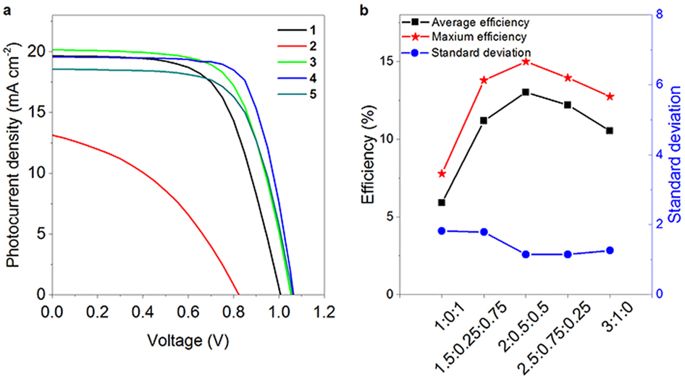 a
Photocurrent density (mA cm-2)
20
15
10
5
0
0.0 0.2 0.4 0.6 0.8 1.0 1.2
Voltage (V)
1
2
3
4
5
b
Average efficiency
Maxium efficiency
Standard deviation
Efficiency (%)
15
10
5
0
8
6
4
2
0
Standard deviation
1:0:1
1.5:0.25:0.75
2:0.5:0.5
2.5:0.75:0.25
3:1:0